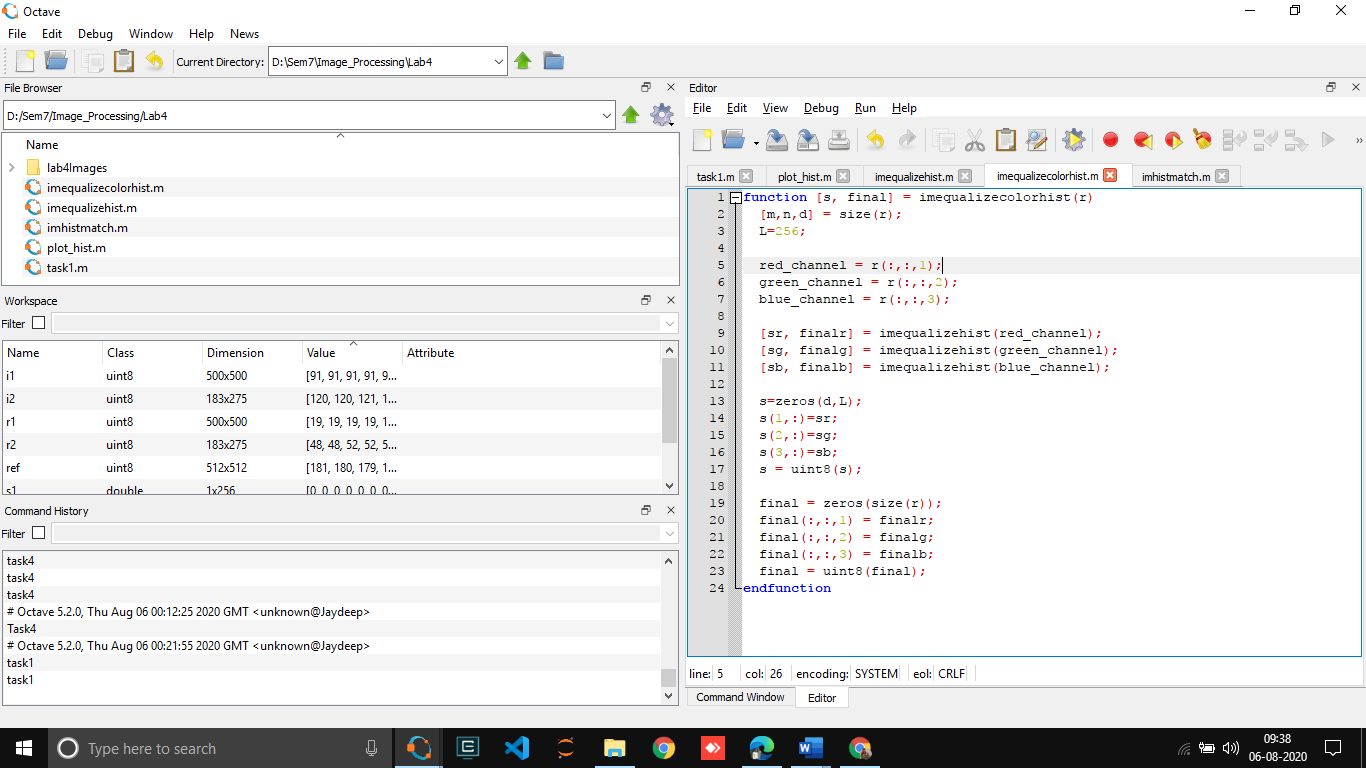 Octave
File Edit Debug Window Help News
Current Directory: D:\Sem7\Image_Processing\Lab4
File Browser
D:/Sem7/Image_Processing/Lab4
Name
lab4Images
imequalizecolorhist.m
imequalizehist.m
imhistmatch.m
plot_hist.m
task1.m
Workspace
Filter
Name Class Dimension Value Attribute
i1 uint8 500x500 [91, 91, 91, 91, 9...
i2 uint8 183x275 [120, 120, 121, 1...
r1 uint8 500x500 [19, 19, 19, 19, 1...
r2 uint8 183x275 [48, 48, 52, 52, 5...
ref uint8 512x512 [181, 180, 179, 1...
s1 double 1x256 [0, 0, 0, 0, 0, 0, 0...
Command History
Filter
task4
task4
task4
# Octave 5.2.0, Thu Aug 06 00:12:25 2020 GMT <unknown@Jaydeep>
Task4
# Octave 5.2.0, Thu Aug 06 00:21:55 2020 GMT <unknown@Jaydeep>
task1
task1
Editor
File Edit View Debug Run Help
task1.m plot_hist.m imequalizehist.m imequalizecolorhist.m imhistmatch.m
1 function [s, final] = imequalizecolorhist(r)
2 [m,n,d] = size(r);
3 L=256;
4
5 red_channel = r(:,:,1);
6 green_channel = r(:,:,2);
7 blue_channel = r(:,:,3);
8
9 [sr, finalr] = imequalizehist(red_channel);
10 [sg, finalg] = imequalizehist(green_channel);
11 [sb, finalb] = imequalizehist(blue_channel);
12
13 s=zeros(d,L);
14 s(1,:)=sr;
15 s(2,:)=sg;
16 s(3,:)=sb;
17 s = uint8(s);
18
19 final = zeros(size(r));
20 final(:,:,1) = finalr;
21 final(:,:,2) = finalg;
22 final(:,:,3) = finalb;
23 final = uint8(final);
24 endfunction
line: 5 col: 26 encoding: SYSTEM eol: CRLF
Command Window Editor
Type here to search
09:38
06-08-2020